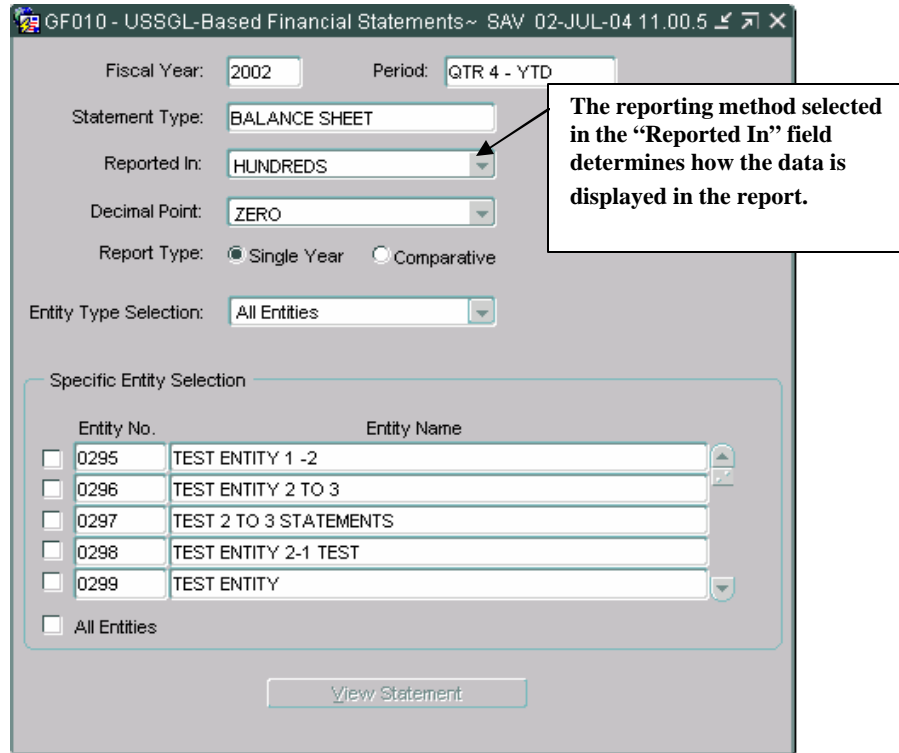 GF010 - USSGL-Based Financial Statements~ SAV 02-JUL-04 11.00.5
Fiscal Year: 2002 Period: QTR 4 - YTD
Statement Type: BALANCE SHEET
Reported In: HUNDREDS
Decimal Point: ZERO
Report Type: Single Year Comparative
Entity Type Selection: All Entities
The reporting method selected
in the “Reported In” field
determines how the data is
displayed in the report.
Specific Entity Selection
Entity No. Entity Name
0295 TEST ENTITY 1 -2
0296 TEST ENTITY 2 TO 3
0297 TEST 2 TO 3 STATEMENTS
0298 TEST ENTITY 2-1 TEST
0299 TEST ENTITY
All Entities
View Statement